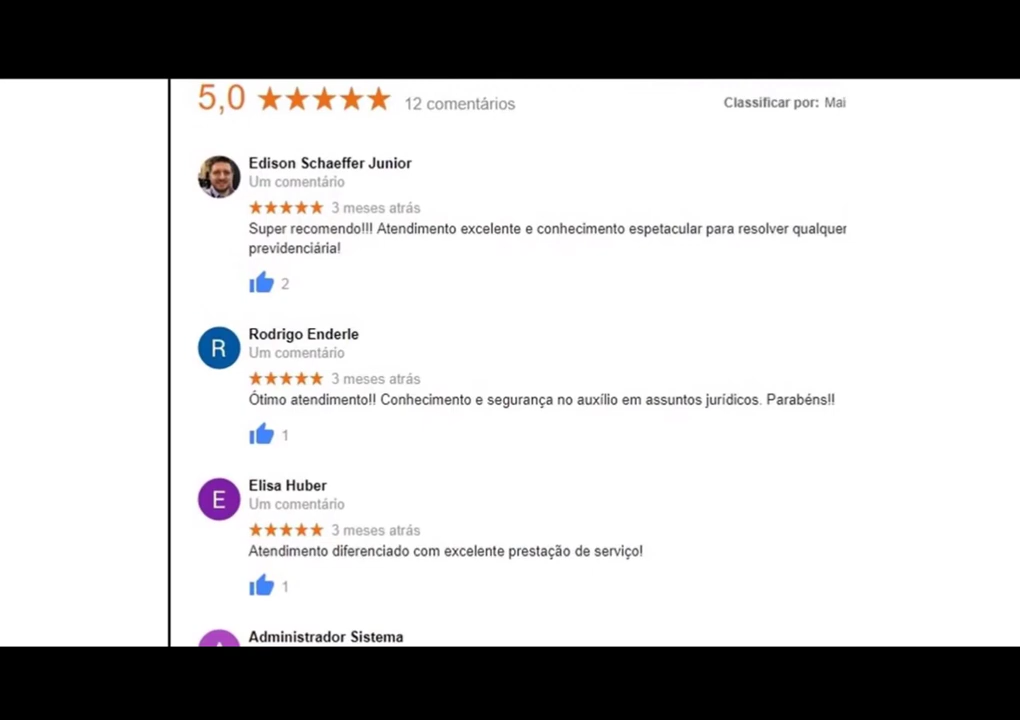 5,0 12 comentários Classificar por: Mai
Edison Schaeffer Junior
Um comentário
3 meses atrás
Super recomendo!!! Atendimento excelente e conhecimento espetacular para resolver qualquer
previdenciária!
2
R
Rodrigo Enderle
Um comentário
3 meses atrás
Ótimo atendimento!! Conhecimento e segurança no auxílio em assuntos jurídicos. Parabéns!!
1
E
Elisa Huber
Um comentário
3 meses atrás
Atendimento diferenciado com excelente prestação de serviço!
1
Administrador Sistema